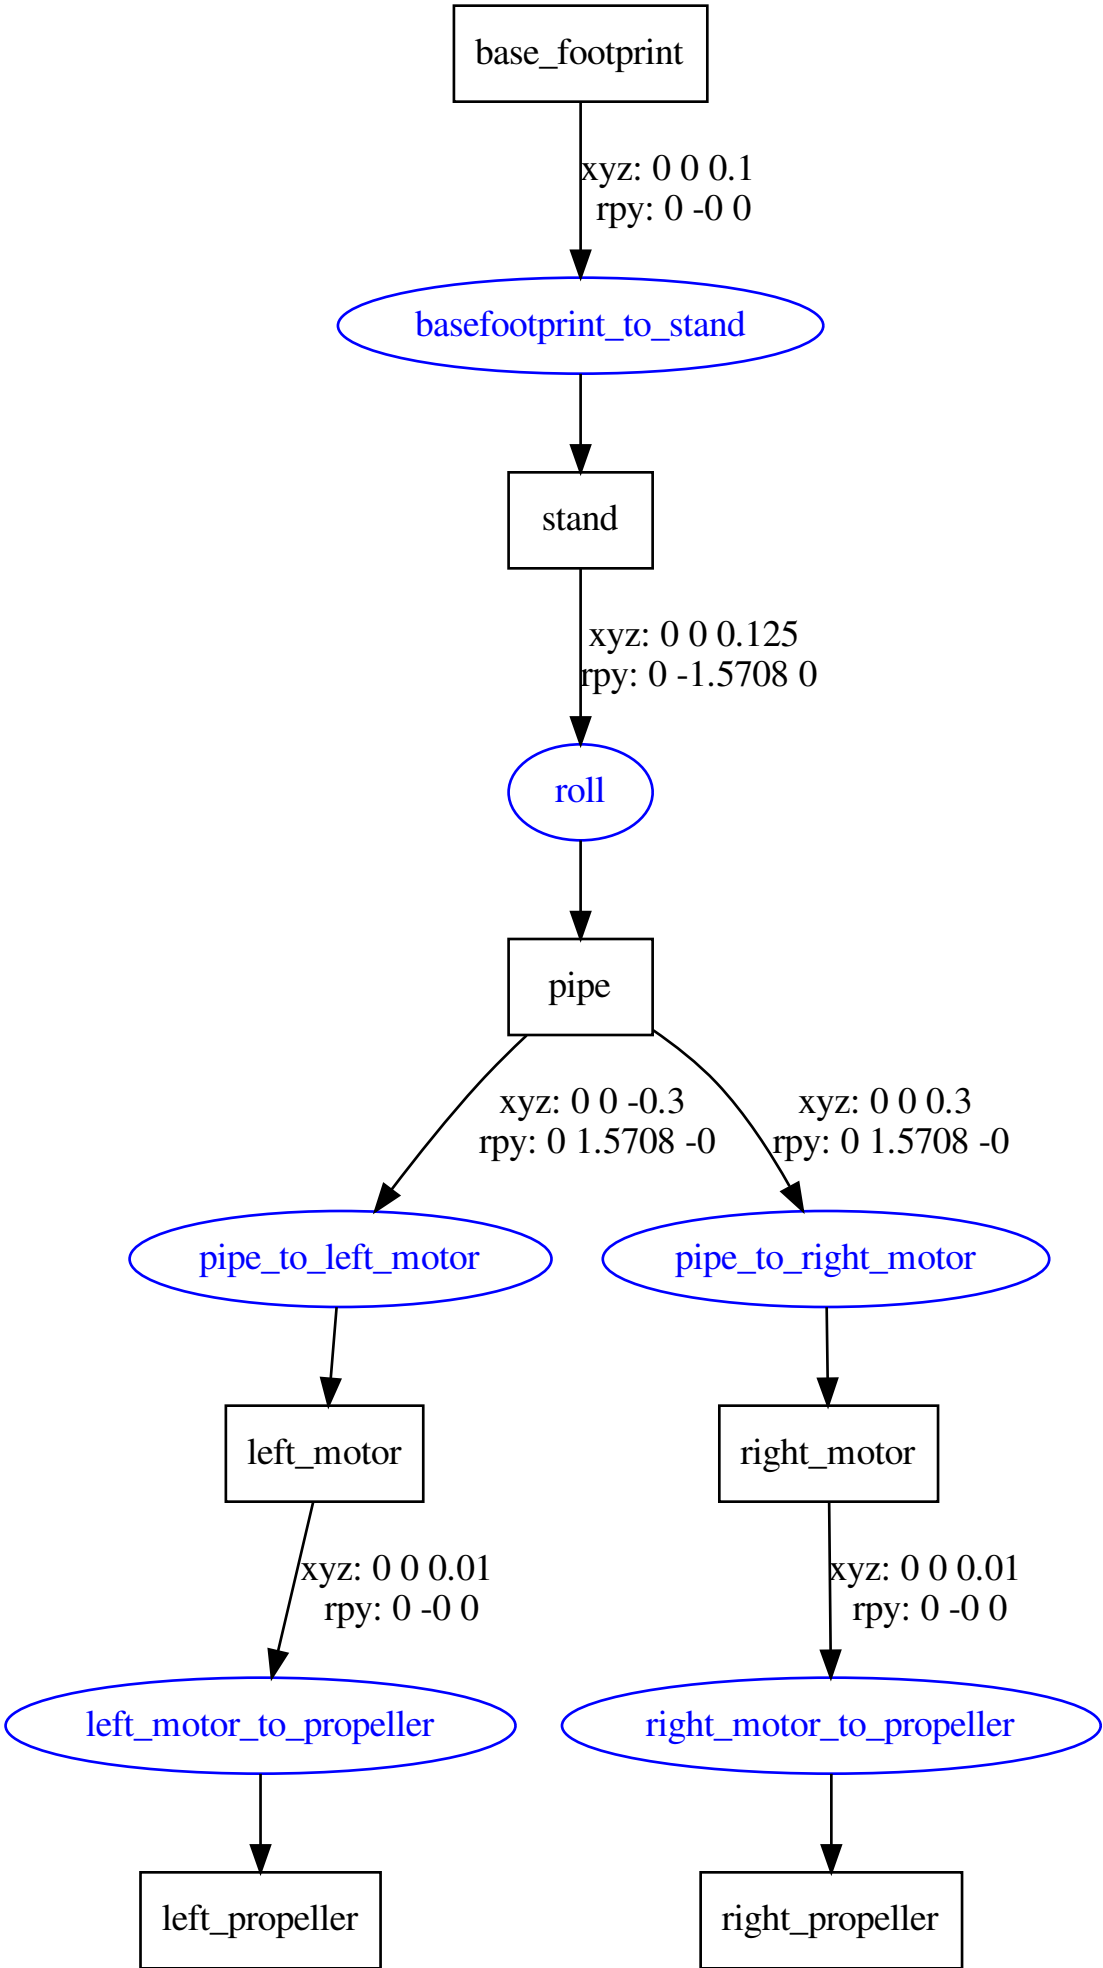 base_footprint
xyz: 0 0 0.1
rpy: 0 -0 0
basefootprint_to_stand
stand
xyz: 0 0 0.125
rpy: 0 -1.5708 0
roll
pipe
xyz: 0 0 -0.3
rpy: 0 1.5708 -0
xyz: 0 0 0.3
rpy: 0 1.5708 -0
pipe_to_left_motor
pipe_to_right_motor
left_motor
right_motor
xyz: 0 0 0.01
rpy: 0 -0 0
xyz: 0 0 0.01
rpy: 0 -0 0
left_motor_to_propeller
right_motor_to_propeller
left_propeller
right_propeller